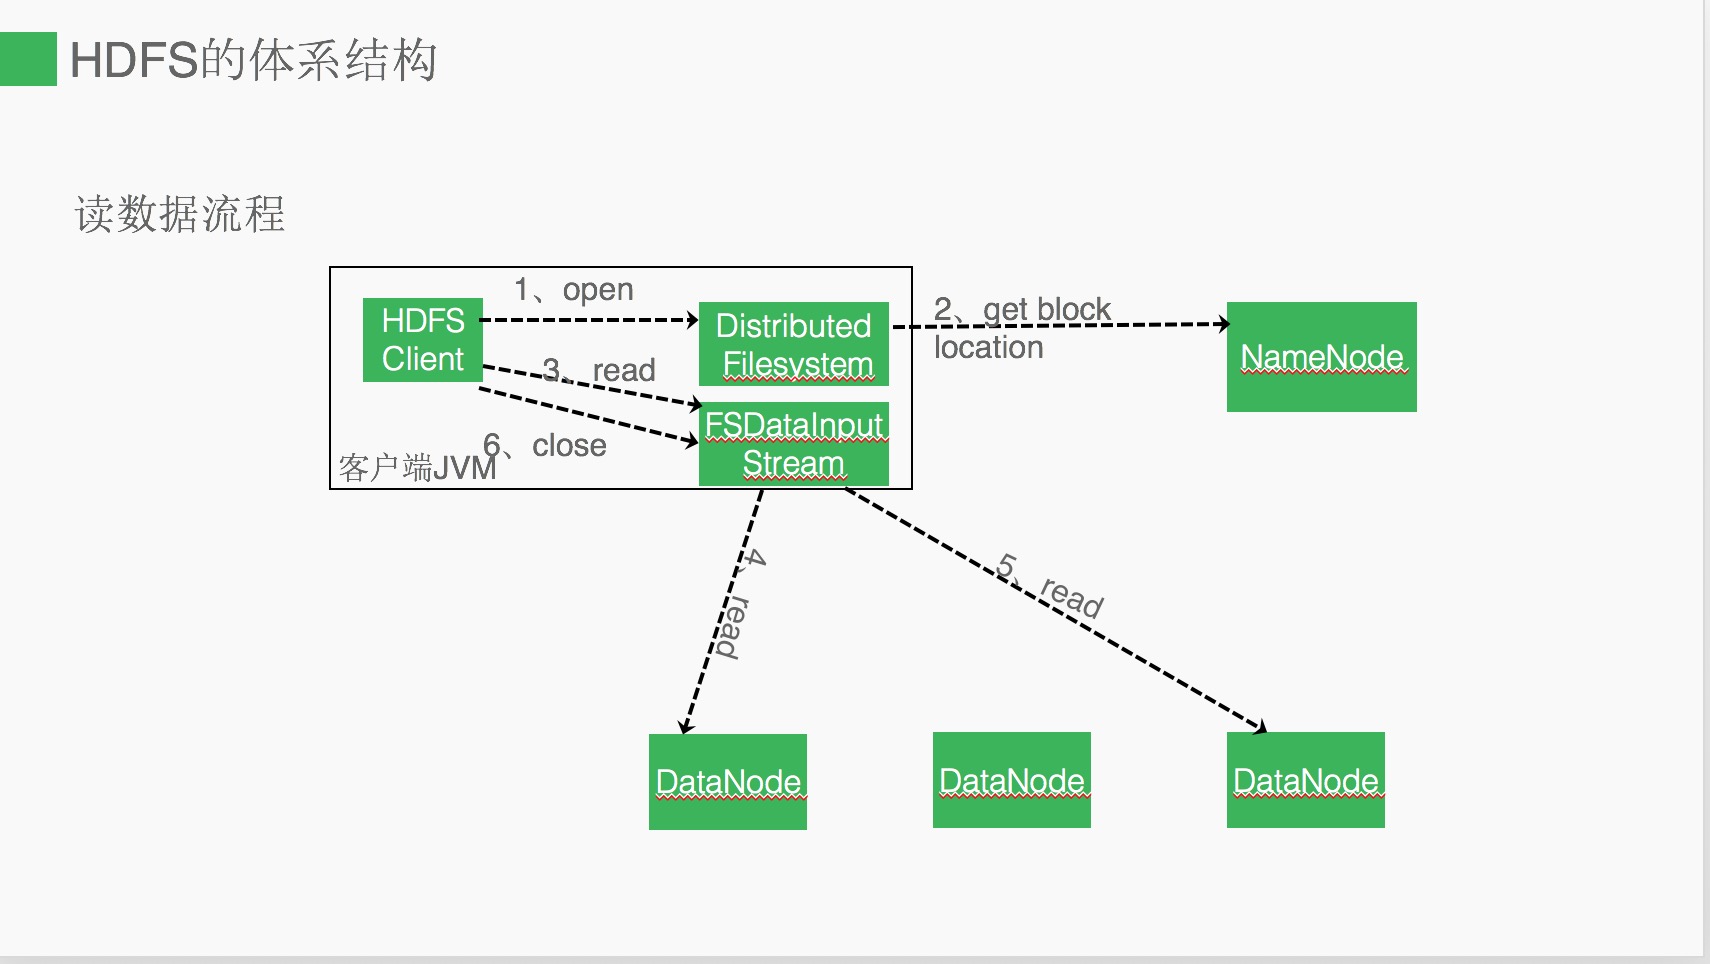 HDFS的体系结构
读数据流程
1、open
HDFS
Client
Distributed
Filesystem
2、get block
location
NameNode
3、read
FSDataInput
Stream
6、close
客户端JVM
4、read
5、read
DataNode
DataNode
DataNode